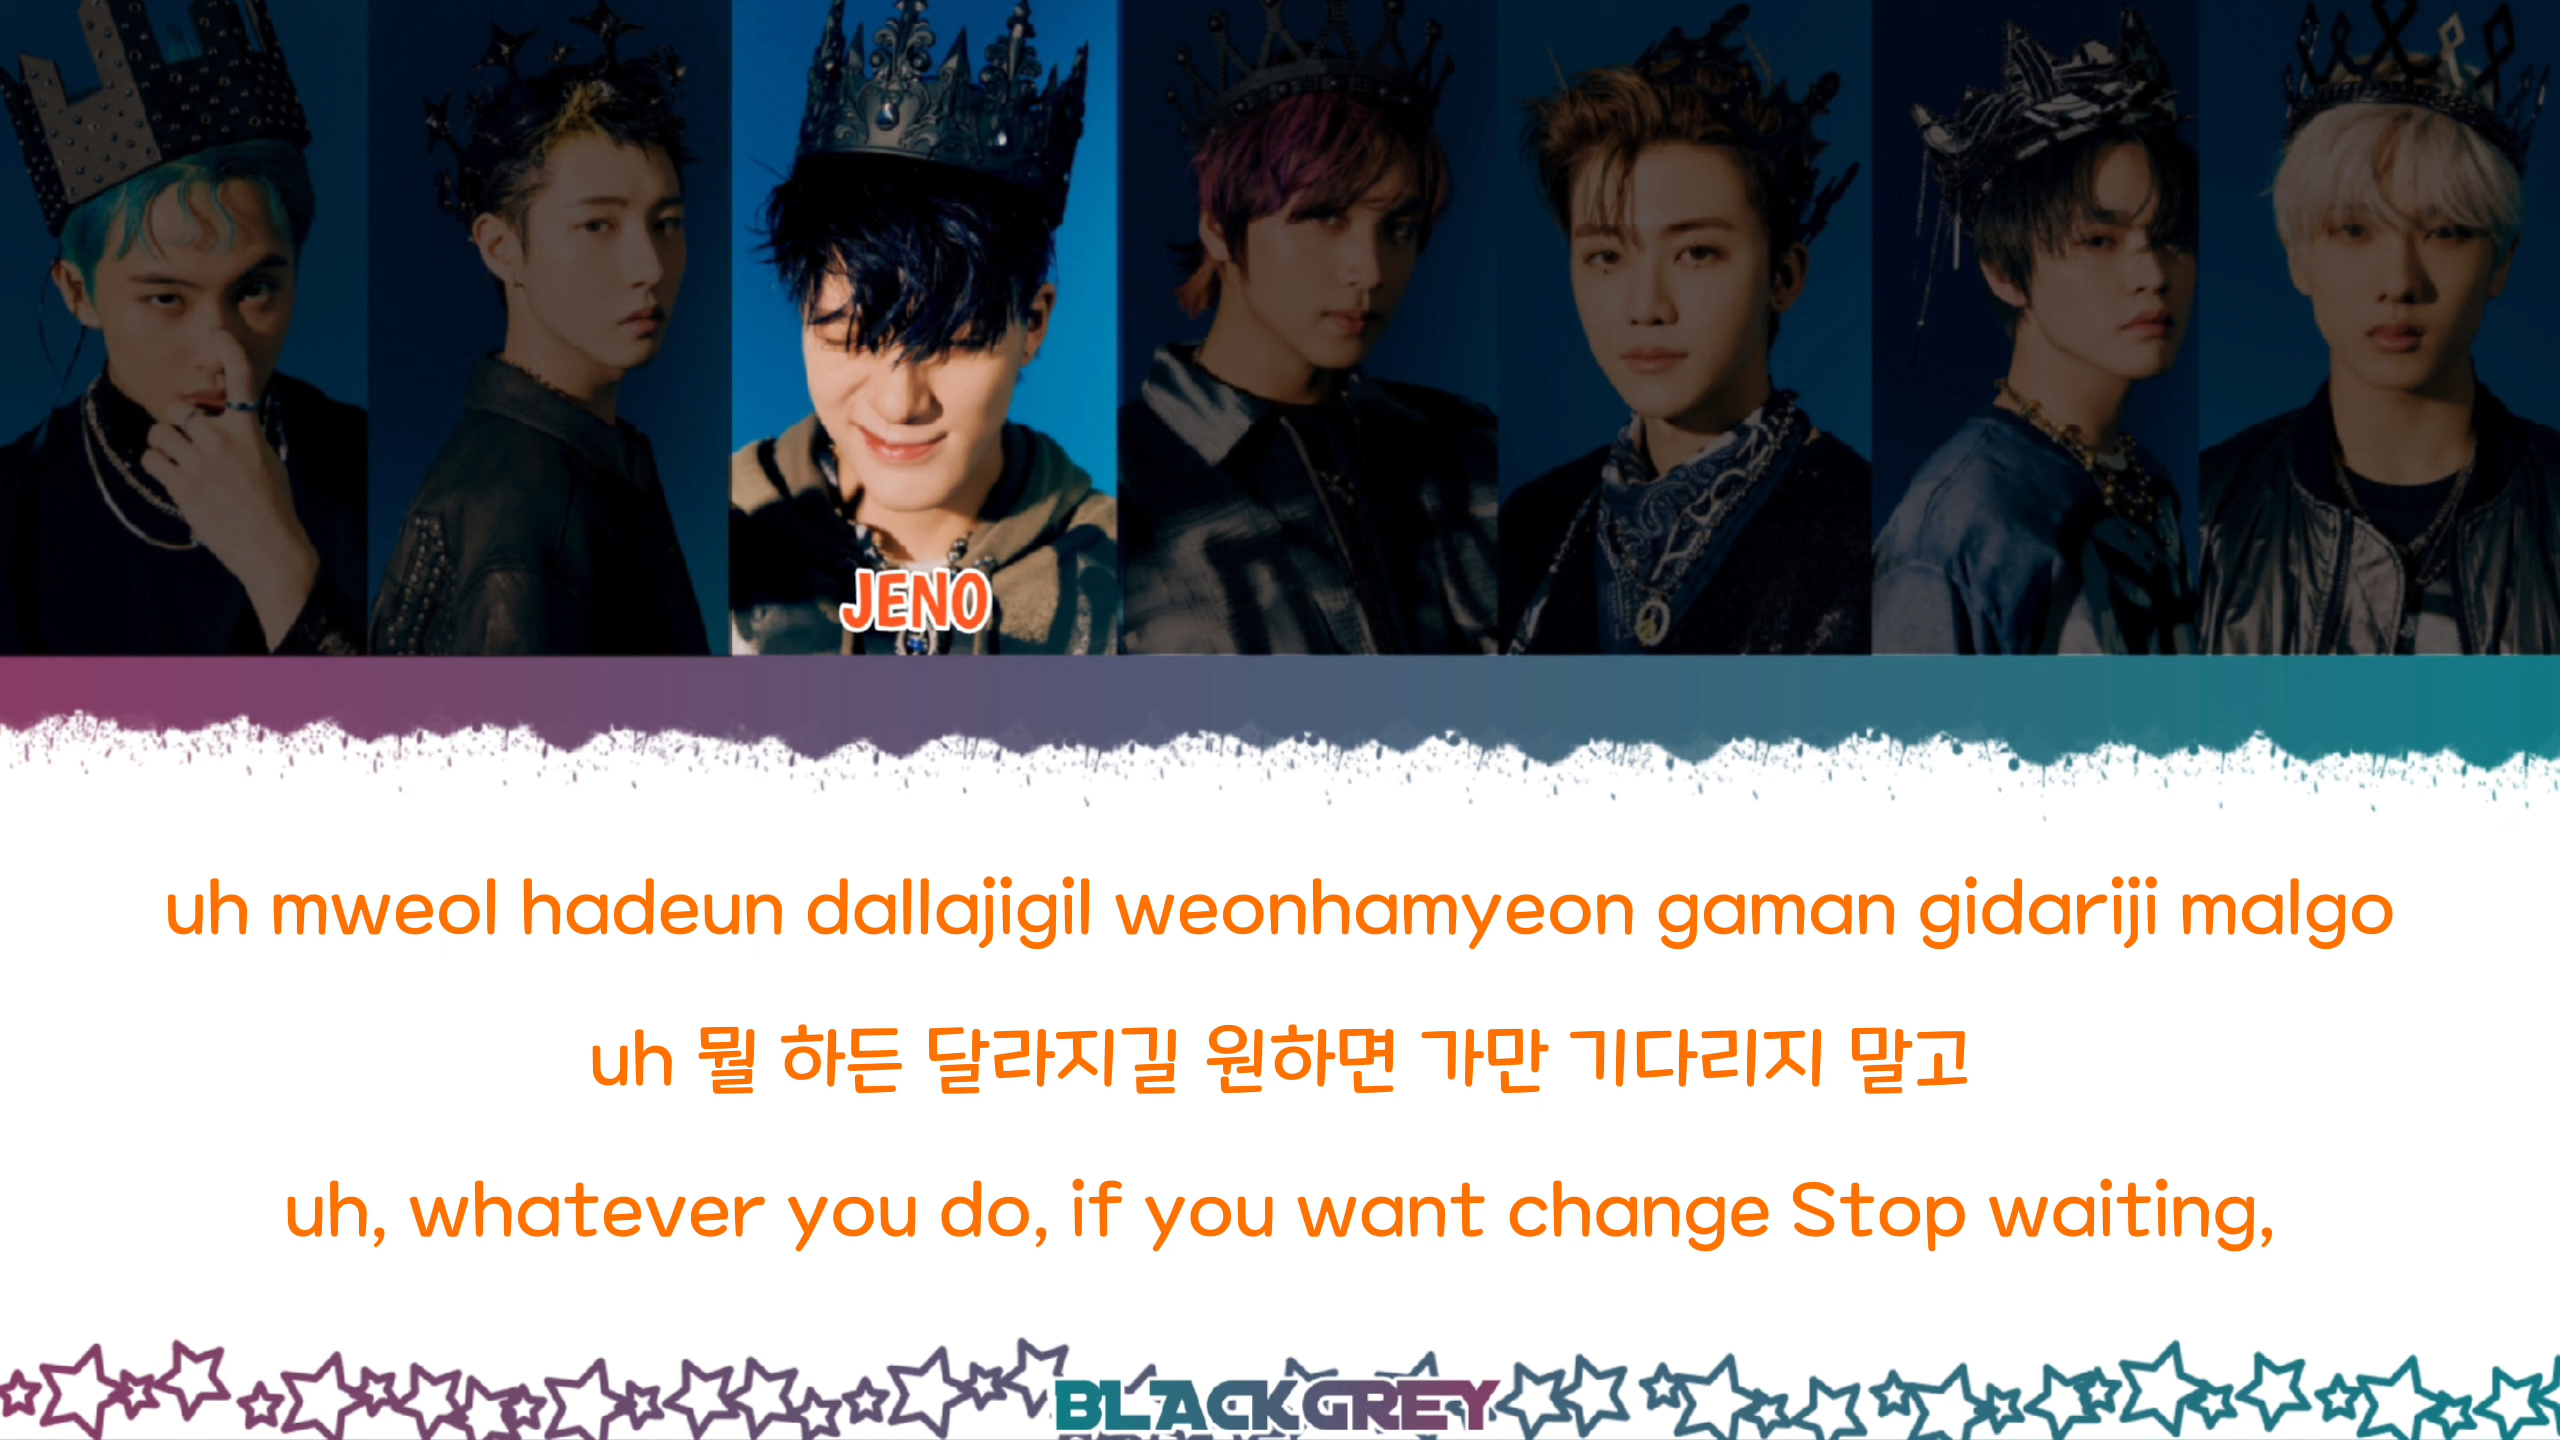 JENO
uh mweol hadeun dallajigil weonhamyeon gaman gidariji malgo
uh 뭘 하든 달라지길 원하면 가만 기다리지 말고
uh, whatever you do, if you want change Stop waiting,
BLACKGREY